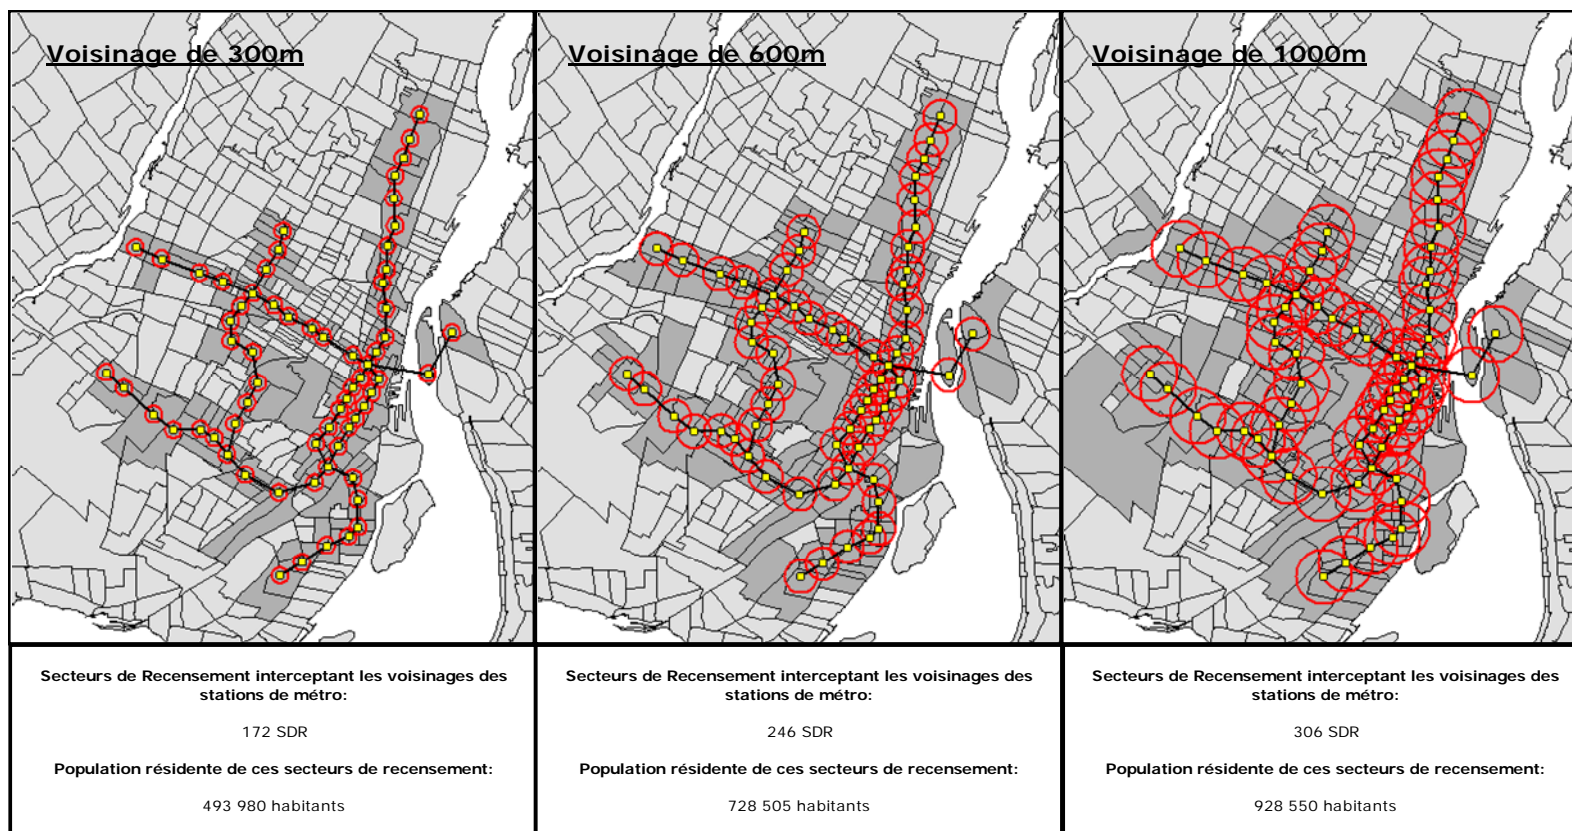 Voisinage de 300m
Voisinage de 600m
Voisinage de 1000m
Secteurs de Recensement interceptant les voisinages des
stations de métro:
172 SDR
Population résidente de ces secteurs de recensement:
493 980 habitants
Secteurs de Recensement interceptant les voisinages des
stations de métro:
246 SDR
Population résidente de ces secteurs de recensement:
728 505 habitants
Secteurs de Recensement interceptant les voisinages des
stations de métro:
306 SDR
Population résidente de ces secteurs de recensement:
928 550 habitants